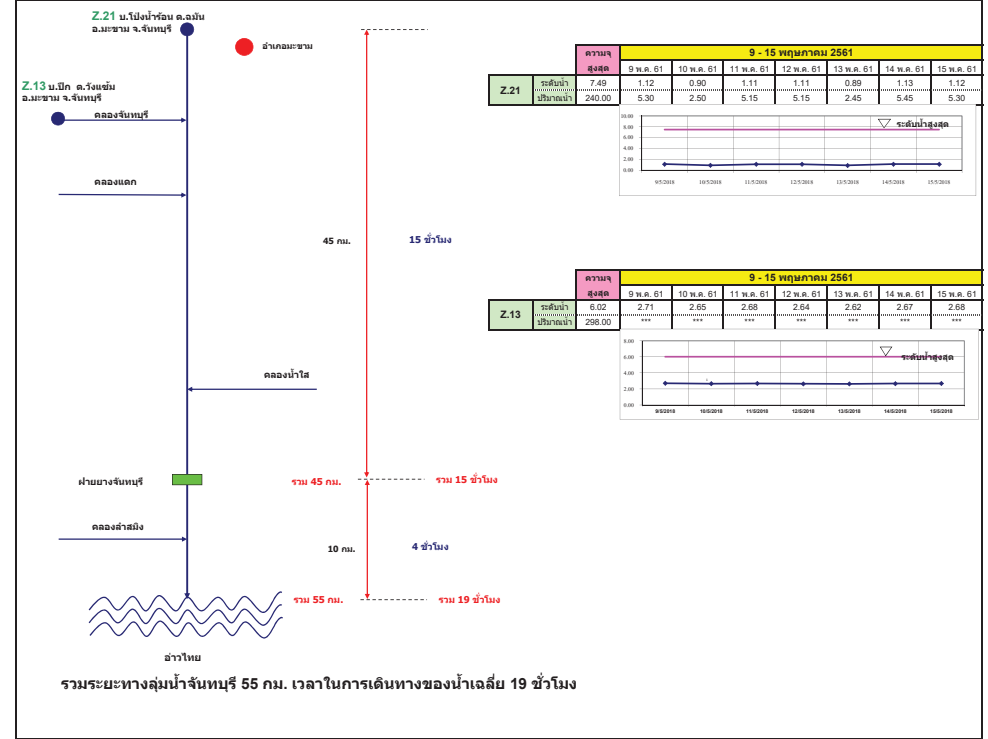 Z.21 บ.โป่งน้ำร้อน ต.ฉมัน
อ.มะขาม จ.จันทบุรี
อำเภอมะขาม
Z.13 บ.ปึก ต.วังแซ้ม
อ.มะขาม จ.จันทบุรี
คลองจันทบุรี
คลองแตก
45 กม.
15 ชั่วโมง
คลองน้ำใส
ฝายยางจันทบุรี
รวม 45 กม.
รวม 15 ชั่วโมง
คลองลำสมิง
10 กม.
4 ชั่วโมง
รวม 55 กม.
รวม 19 ชั่วโมง
อ่าวไทย
รวมระยะทางลุ่มน้ำจันทบุรี 55 กม. เวลาในการเดินทางของน้ำเฉลี่ย 19 ชั่วโมง
ความจุ 9 - 15 พฤษภาคม 2561
สูงสุด 9 พ.ค. 61 10 พ.ค. 61 11 พ.ค. 61 12 พ.ค. 61 13 พ.ค. 61 14 พ.ค. 61 15 พ.ค. 61
Z.21
ระดับน้ำ 7.49 1.12 0.90 1.11 1.11 0.89 1.13 1.12
ปริมาณน้ำ 240.00 5.30 2.50 5.15 5.15 2.45 5.45 5.30
10.00
8.00
6.00
4.00
2.00
0.00
ระดับน้ำสูงสุด
9/5/2018 10/5/2018 11/5/2018 12/5/2018 13/5/2018 14/5/2018 15/5/2018
ความจุ 9 - 15 พฤษภาคม 2561
สูงสุด 9 พ.ค. 61 10 พ.ค. 61 11 พ.ค. 61 12 พ.ค. 61 13 พ.ค. 61 14 พ.ค. 61 15 พ.ค. 61
Z.13
ระดับน้ำ 6.02 2.71 2.65 2.68 2.64 2.62 2.67 2.68
ปริมาณน้ำ 298.00 *** *** *** *** *** *** ***
8.00
6.00
4.00
2.00
0.00
ระดับน้ำสูงสุด
9/5/2018 10/5/2018 11/5/2018 12/5/2018 13/5/2018 14/5/2018 15/5/2018